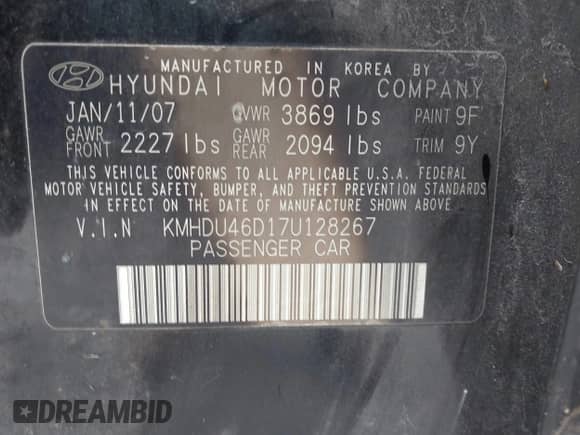 MANUFACTURED IN KOREA BY
HYUNDAI MOTOR COMPANY
JAN/11/07 GVWR 3869 lbs PAINT 9F
GAWR FRONT 2227 lbs GAWR REAR 2094 lbs TRIM 9Y
THIS VEHICLE CONFORMS TO ALL APPLICABLE U.S.A. FEDERAL
MOTOR VEHICLE SAFETY, BUMPER, AND THEFT PREVENTION STANDARDS
IN EFFECT ON THE DATE OF MANUFACTURE SHOWN ABOVE.
V.I.N KMHDU46D17U128267
PASSENGER CAR
DREAMBID